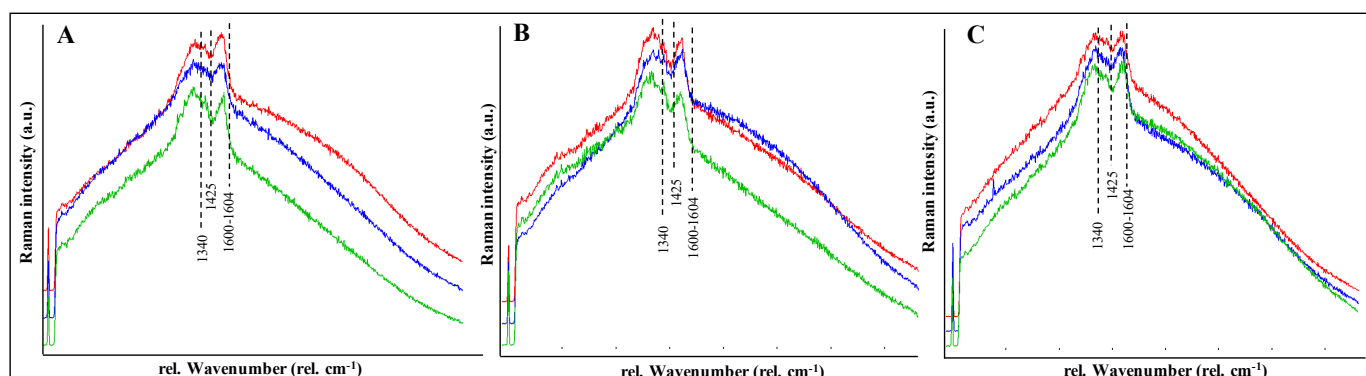 A
Raman intensity (a.u.)
1340
1425
1600-1604
rel. Wavenumber (rel. cm⁻¹)
B
Raman intensity (a.u.)
1340
1425
1600-1604
rel. Wavenumber (rel. cm⁻¹)
C
Raman intensity (a.u.)
1340
1425
1600-1604
rel. Wavenumber (rel. cm⁻¹)